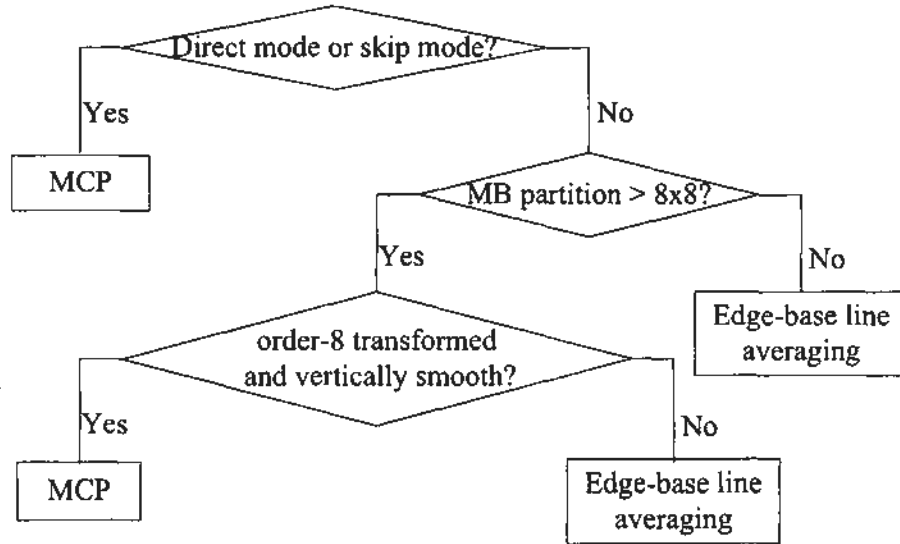 Direct mode or skip mode?
Yes
No
MCP
MB partition > 8x8?
Yes
No
Edge-base line
averaging
order-8 transformed
and vertically smooth?
Yes
No
MCP
Edge-base line
averaging